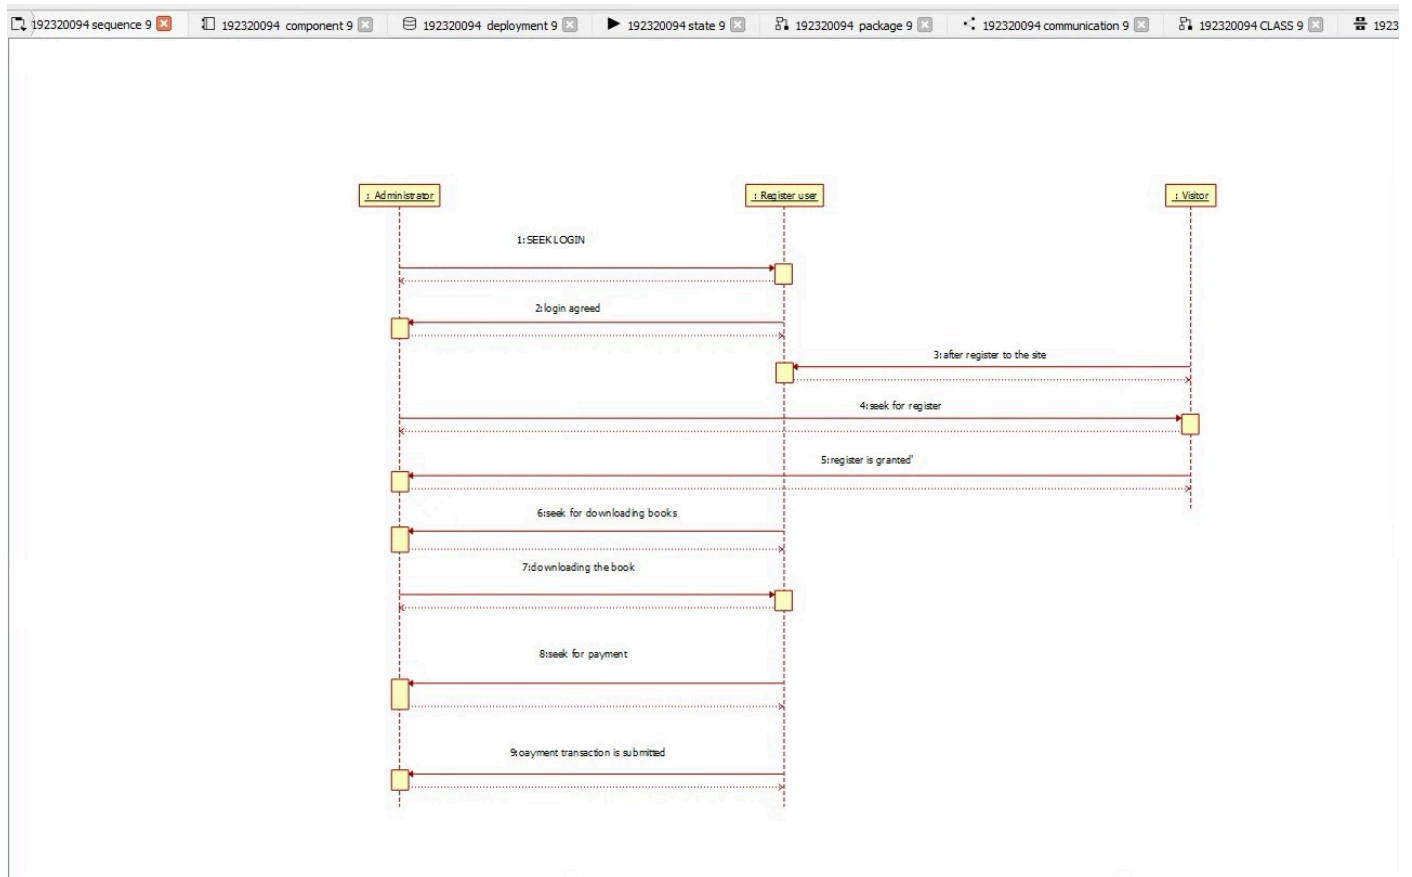 192320094 sequence 9
192320094 component 9
192320094 deployment 9
192320094 state 9
192320094 package 9
192320094 communication 9
192320094 CLASS 9
1923
: Administrator
: Register user
: Visitor
1:SEEK LOGIN
2:login agreed
3:after register to the site
4:seek for register
5:register is granted'
6:seek for downloading books
7:downloading the book
8:seek for payment
9:oayment transaction is submitted